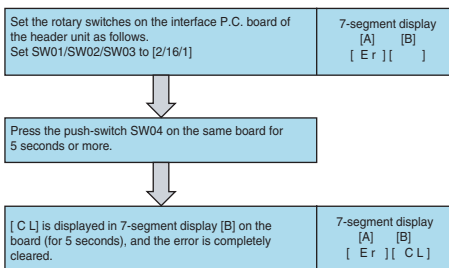 Set the rotary switches on the interface P.C. board of
the header unit as follows.
Set SW01/SW02/SW03 to [2/16/1]
7-segment display
[A] [B]
[ E r ] [ ]
Press the push-switch SW04 on the same board for
5 seconds or more.
[ C L] is displayed in 7-segment display [B] on the
board (for 5 seconds), and the error is completely
cleared.
7-segment display
[A] [B]
[ E r ] [ C L ]